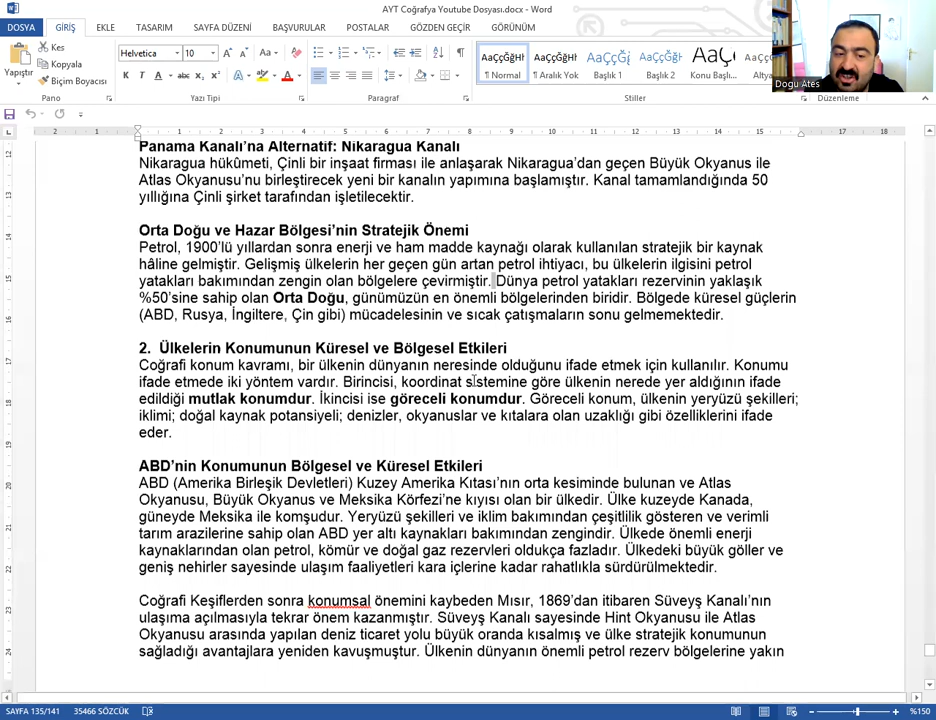 AYT Coğrafya Youtube Dosyası.docx - Word
DOSYA GİRİŞ EKLE TASARIM SAYFA DÜZENİ BAŞVURULAR POSTALAR GÖZDEN GEÇİR GÖRÜNÜM
Yapıştır
Kes
Kopyala
Biçim Boyacısı
Pano
Helvetica 10
Yazı Tipi
Paragraf
AaÇçĞğHł AaÇçĞğHł AaÇçĞğ AaÇçĞğl AaÇç
¶ Normal ¶ Aralık Yok Başlık 1 Başlık 2 Konu Başl...
Stiller
Düzenleme
Dogu Ates
Panama Kanalı’na Alternatif: Nikaragua Kanalı
Nikaragua hükûmeti, Çinli bir inşaat firması ile anlaşarak Nikaragua’dan geçen Büyük Okyanus ile
Atlas Okyanusu’nu birleştirecek yeni bir kanalın yapımına başlamıştır. Kanal tamamlandığında 50
yıllığına Çinli şirket tarafından işletilecektir.
Orta Doğu ve Hazar Bölgesi’nin Stratejik Önemi
Petrol, 1900’lü yıllardan sonra enerji ve ham madde kaynağı olarak kullanılan stratejik bir kaynak
hâline gelmiştir. Gelişmiş ülkelerin her geçen gün artan petrol ihtiyacı, bu ülkelerin ilgisini petrol
yatakları bakımından zengin olan bölgelere çevirmiştir. Dünya petrol yatakları rezervinin yaklaşık
%50’sine sahip olan Orta Doğu, günümüzün en önemli bölgelerinden biridir. Bölgede küresel güçlerin
(ABD, Rusya, İngiltere, Çin gibi) mücadelesinin ve sıcak çatışmaların sonu gelmemektedir.
2. Ülkelerin Konumunun Küresel ve Bölgesel Etkileri
Coğrafi konum kavramı, bir ülkenin dünyanın neresinde olduğunu ifade etmek için kullanılır. Konumu
ifade etmede iki yöntem vardır. Birincisi, koordinat sistemine göre ülkenin nerede yer aldığının ifade
edildiği mutlak konumdur. İkincisi ise göreceli konumdur. Göreceli konum, ülkenin yeryüzü şekilleri;
iklimi; doğal kaynak potansiyeli; denizler, okyanuslar ve kıtalara olan uzaklığı gibi özelliklerini ifade
eder.
ABD’nin Konumunun Bölgesel ve Küresel Etkileri
ABD (Amerika Birleşik Devletleri) Kuzey Amerika Kıtası’nın orta kesiminde bulunan ve Atlas
Okyanusu, Büyük Okyanus ve Meksika Körfezi’ne kıyısı olan bir ülkedir. Ülke kuzeyde Kanada,
güneyde Meksika ile komşudur. Yeryüzü şekilleri ve iklim bakımından çeşitlilik gösteren ve verimli
tarım arazilerine sahip olan ABD yer altı kaynakları bakımından zengindir. Ülkede önemli enerji
kaynaklarından olan petrol, kömür ve doğal gaz rezervleri oldukça fazladır. Ülkedeki büyük göller ve
geniş nehirler sayesinde ulaşım faaliyetleri kara içlerine kadar rahatlıkla sürdürülmektedir.
Coğrafi Keşiflerden sonra konumsal önemini kaybeden Mısır, 1869’dan itibaren Süveyş Kanalı’nın
ulaşıma açılmasıyla tekrar önem kazanmıştır. Süveyş Kanalı sayesinde Hint Okyanusu ile Atlas
Okyanusu arasında yapılan deniz ticaret yolu büyük oranda kısalmış ve ülke stratejik konumunun
sağladığı avantajlara yeniden kavuşmuştur. Ülkenin dünyanın önemli petrol rezerv bölgelerine yakın
SAYFA 135/141 35466 SÖZCÜK %150